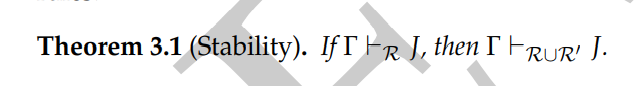 Theorem 3.1 (Stability). If Γ ⊢_R J, then Γ ⊢_{R∪R′} J.